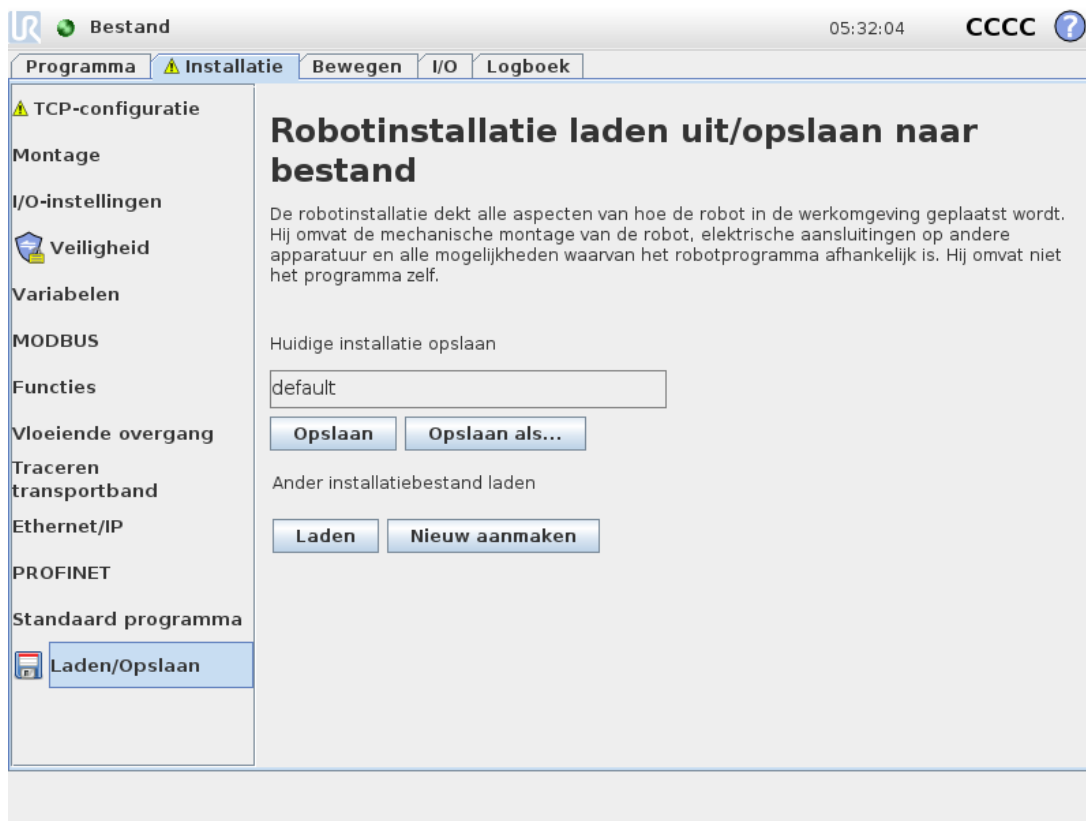 UR Bestand 05:32:04 CCCC ?
Programma Installatie Bewegen I/O Logboek
TCP-configuratie
Montage
I/O-instellingen
Veiligheid
Variabelen
MODBUS
Functies
Vloeiende overgang
Traceren
transportband
Ethernet/IP
PROFINET
Standaard programma
Laden/Opslaan
Robotinstallatie laden uit/opslaan naar
bestand
De robotinstallatie dekt alle aspecten van hoe de robot in de werkomgeving geplaatst wordt.
Hij omvat de mechanische montage van de robot, elektrische aansluitingen op andere
apparatuur en alle mogelijkheden waarvan het robotprogramma afhankelijk is. Hij omvat niet
het programma zelf.
Huidige installatie opslaan
default
Opslaan Opslaan als...
Ander installatiebestand laden
Laden Nieuw aanmaken